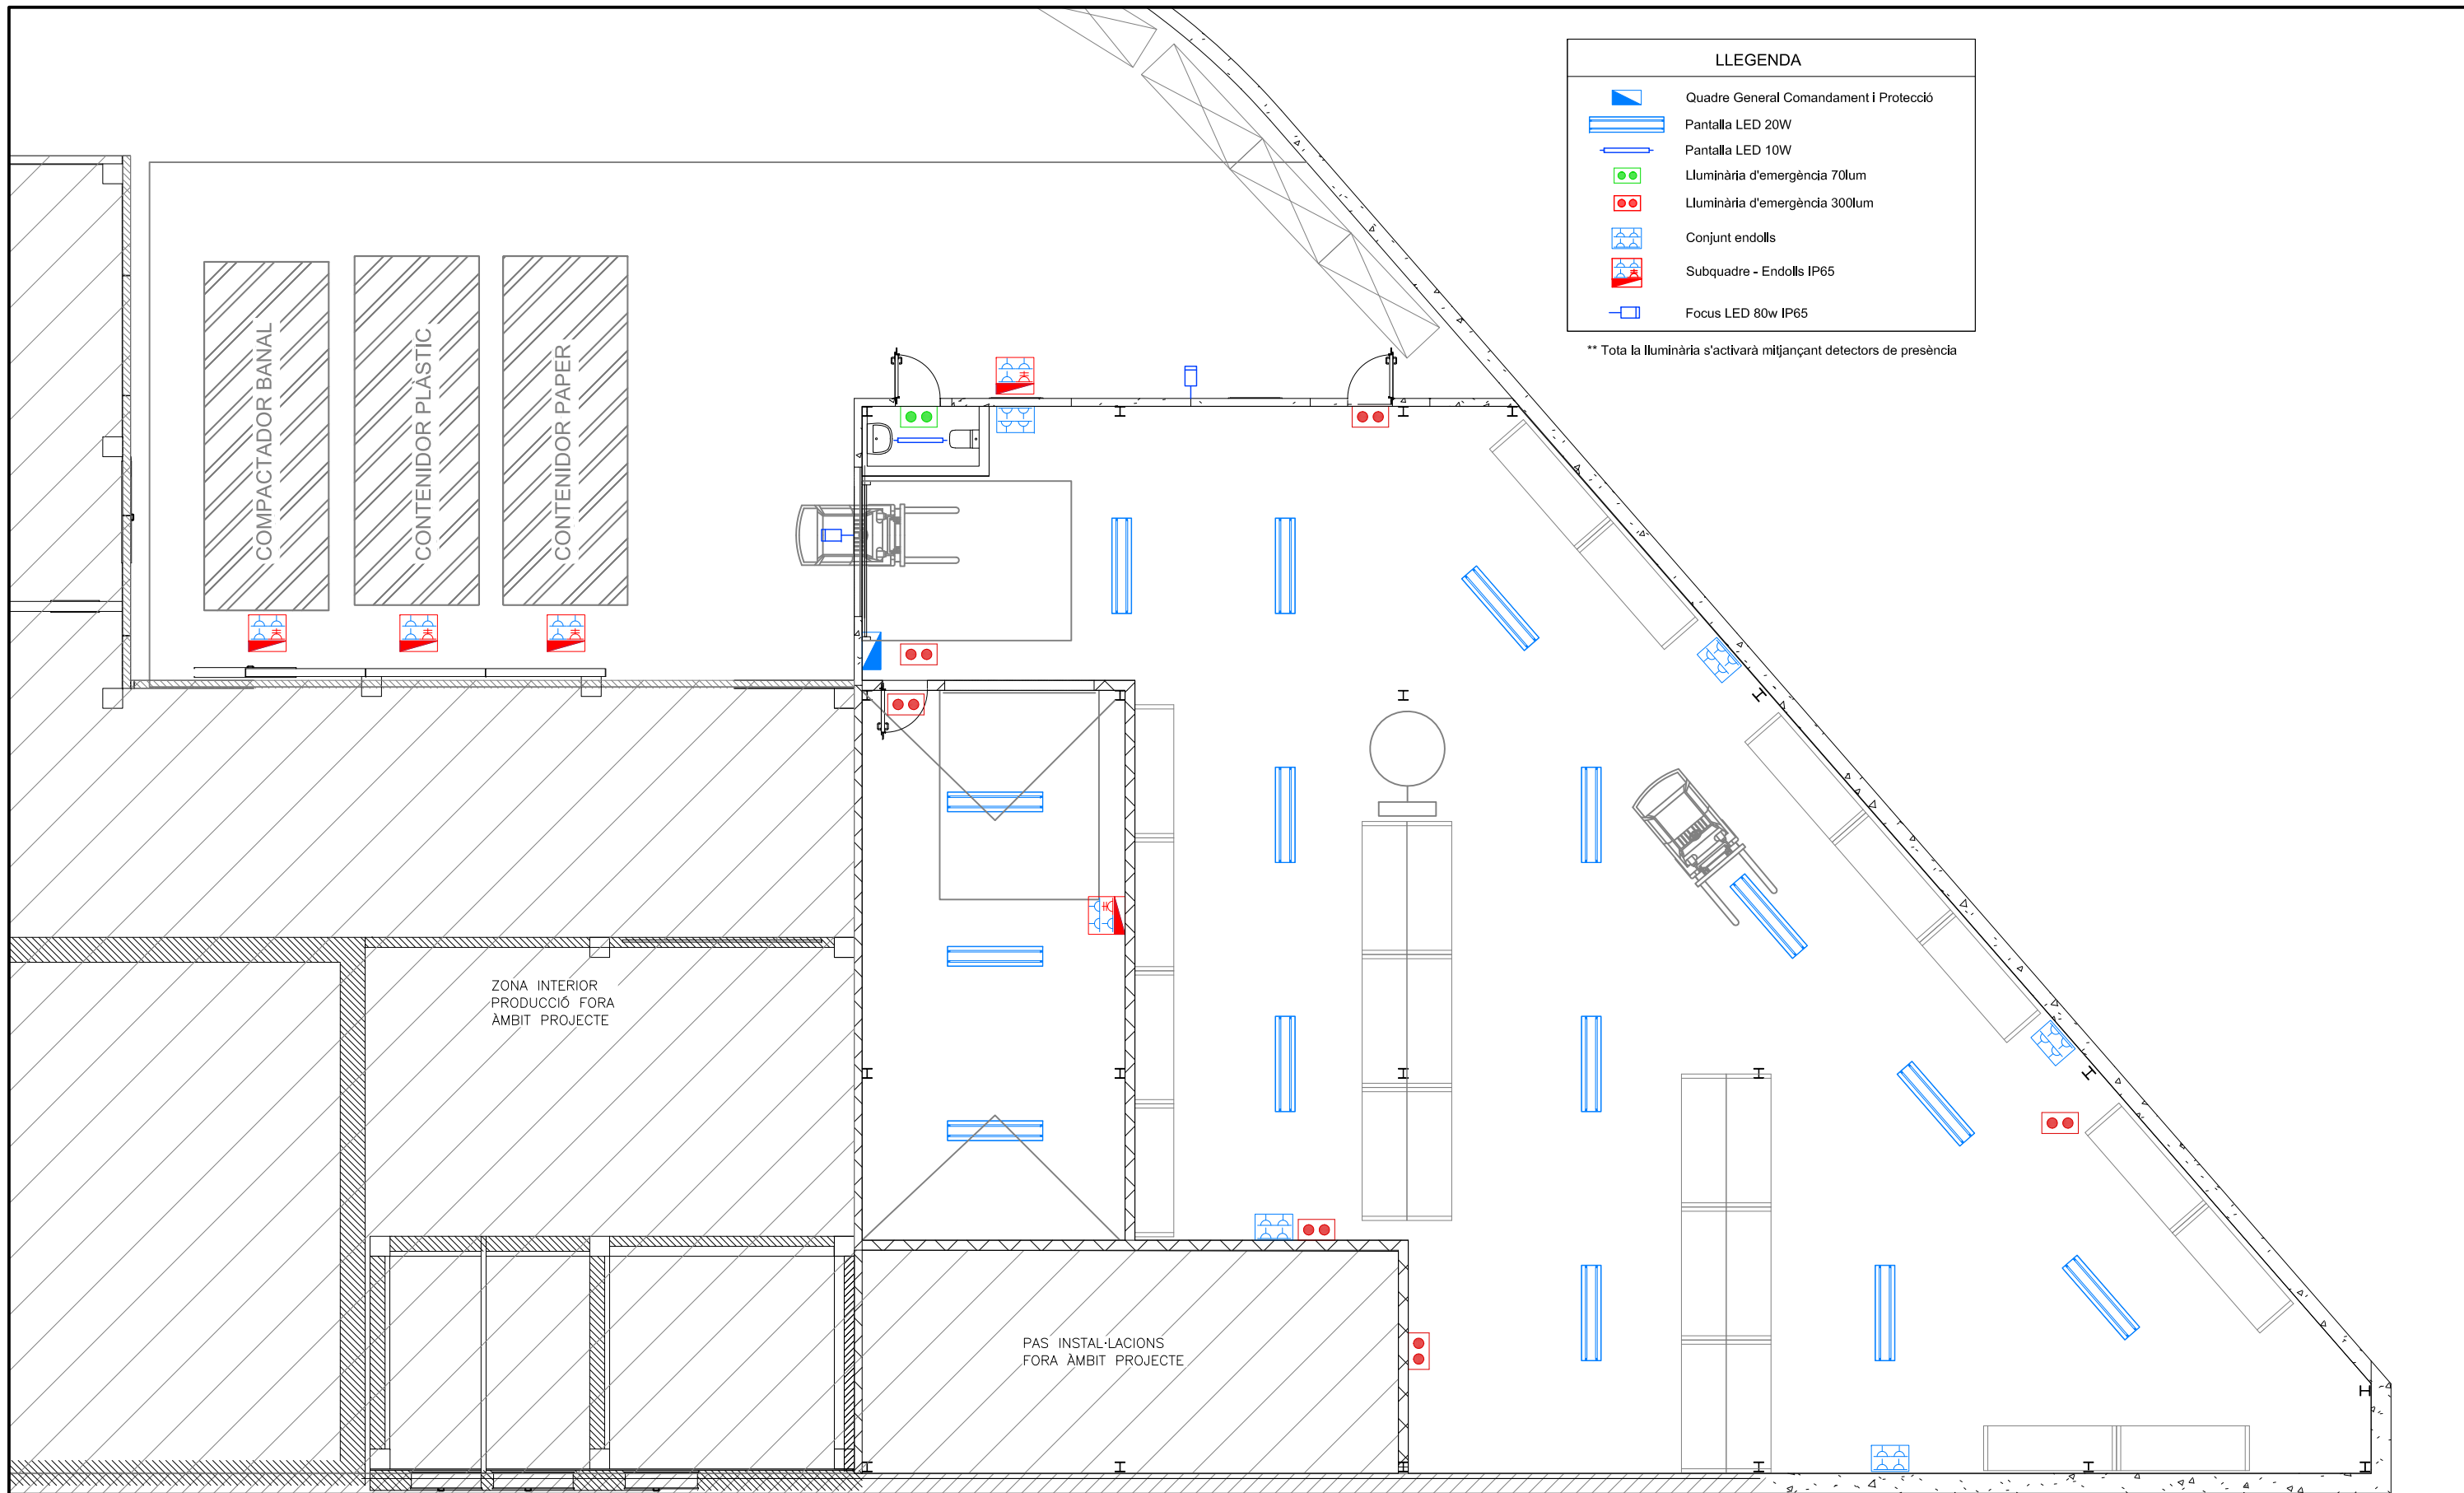 LLEGENDA
Quadre General Comandament i Protecció
Pantalla LED 20W
Pantalla LED 10W
Lluminària d'emergència 70lum
Lluminària d'emergència 300lum
Conjunt endolls
Subquadre - Endolls IP65
Focus LED 80w IP65
** Tota la lluminària s'activarà mitjançant detectors de presència
COMPACTADOR BANAL
CONTENIDOR PLÀSTIC
CONTENIDOR PAPER
ZONA INTERIOR
PRODUCCIÓ FORA
ÀMBIT PROJECTE
PAS INSTAL·LACIONS
FORA ÀMBIT PROJECTE